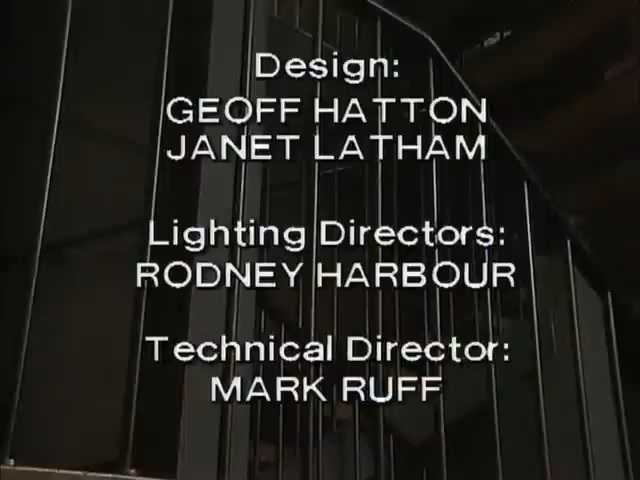 Design:
GEOFF HATTON
JANET LATHAM
Lighting Directors:
RODNEY HARBOUR
Technical Director:
MARK RUFF